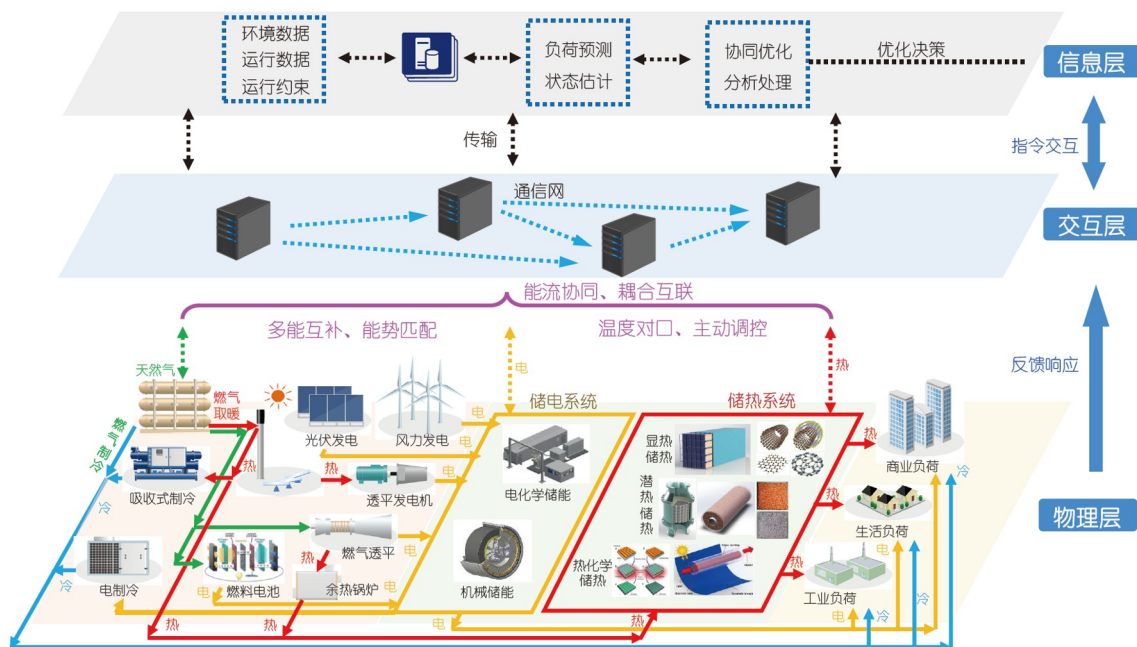 环境数据
运行数据
运行约束
负荷预测
状态估计
协同优化
分析处理
优化决策
信息层
传输
指令交互
通信网
交互层
能流协同、耦合互联
多能互补、能势匹配
温度对口、主动调控
反馈响应
天然气
电
热
燃气
取暖
燃气制冷
光伏发电
风力发电
电
电
储电系统
储热系统
显热
储热
热
商业负荷
冷
吸收式制冷
热
热
透平发电机
电
电化学储能
潜
热
储
热
热
生活负荷
物理层
冷
燃气透平
电
电
冷
电制冷
冷
燃料电池
热
余热锅炉
机械储能
热化学
储热
热
工业负荷
电
电
热
热
电
热
电
冷
冷